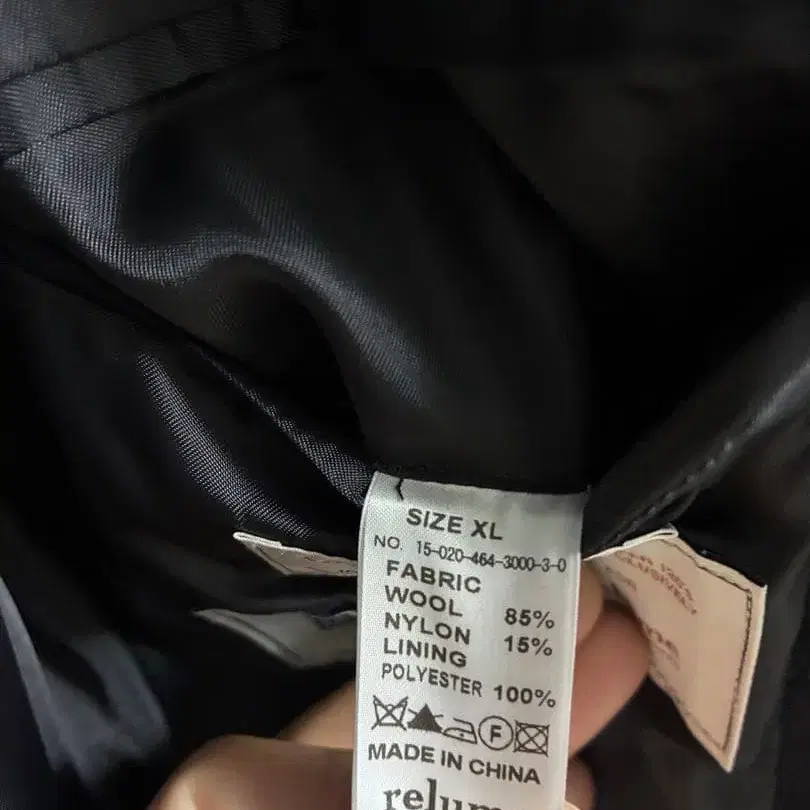 SIZE XL
NO. 15-020-464-3000-3-0
FABRIC
WOOL 85%
NYLON 15%
LINING
POLYESTER 100%
F
MADE IN CHINA
relum